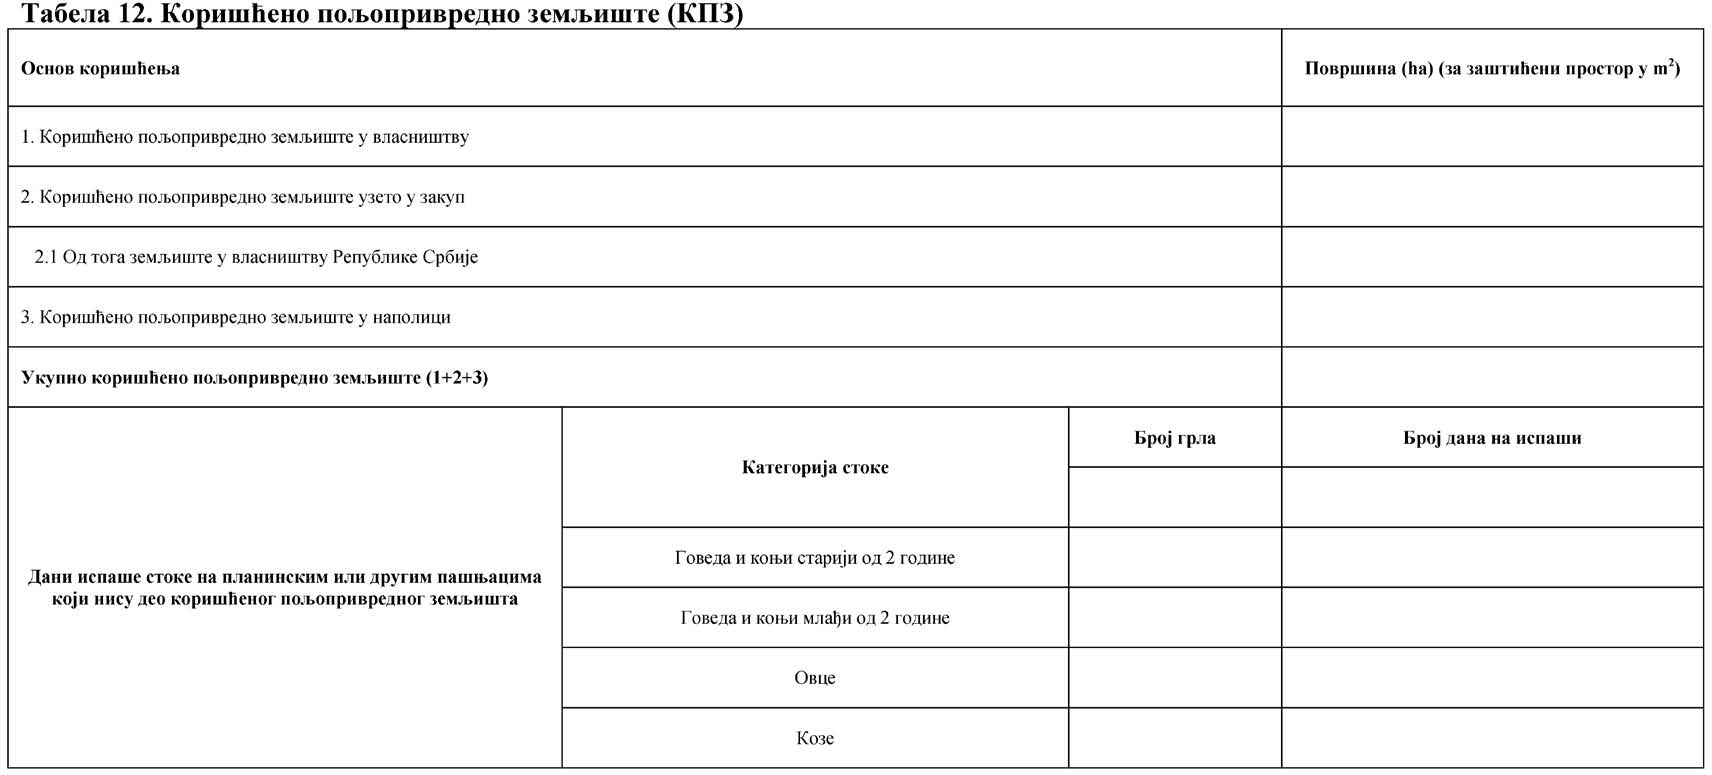 Табела 12. Коришћено пољопривредно земљиште (КПЗ)
Основ коришћења
Површина (ha) (за заштићени простор у m²)
1. Коришћено пољопривредно земљиште у власништву
2. Коришћено пољопривредно земљиште узето у закуп
2.1 Од тога земљиште у власништву Републике Србије
3. Коришћено пољопривредно земљиште у наполици
Укупно коришћено пољопривредно земљиште (1+2+3)
Дани испаше стоке на планинским или другим пашњацима
који нису део коришћеног пољопривредног земљишта
Категорија стоке
Број грла
Број дана на испаши
Говеда и коњи старији од 2 године
Говеда и коњи млађи од 2 године
Овце
Козе